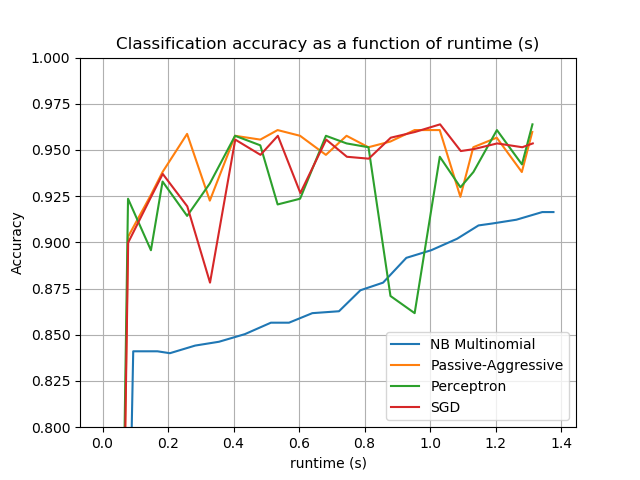 Classification accuracy as a function of runtime (s)
1.000
0.975
0.950
0.925
0.900
0.875
0.850
0.825
0.800
Accuracy
NB Multinomial
Passive-Aggressive
Perceptron
SGD
0.0 0.2 0.4 0.6 0.8 1.0 1.2 1.4
runtime (s)